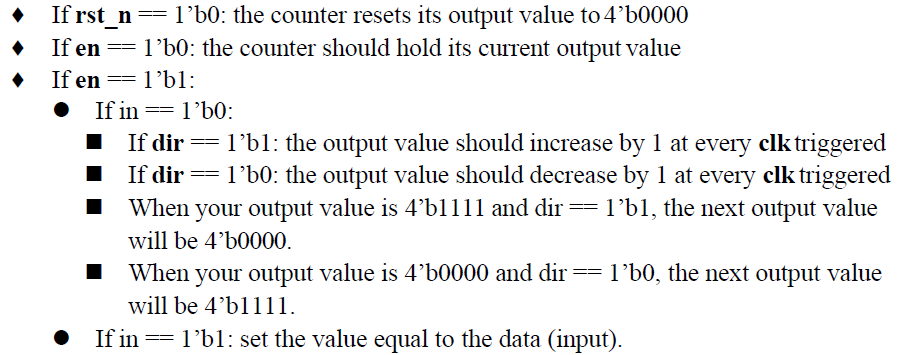 ♦ If rst_n == 1’b0: the counter resets its output value to 4’b0000
♦ If en == 1’b0: the counter should hold its current output value
♦ If en == 1’b1:
● If in == 1’b0:
■ If dir == 1’b1: the output value should increase by 1 at every clk triggered
■ If dir == 1’b0: the output value should decrease by 1 at every clk triggered
■ When your output value is 4’b1111 and dir == 1’b1, the next output value
will be 4’b0000.
■ When your output value is 4’b0000 and dir == 1’b0, the next output value
will be 4’b1111.
● If in == 1’b1: set the value equal to the data (input).